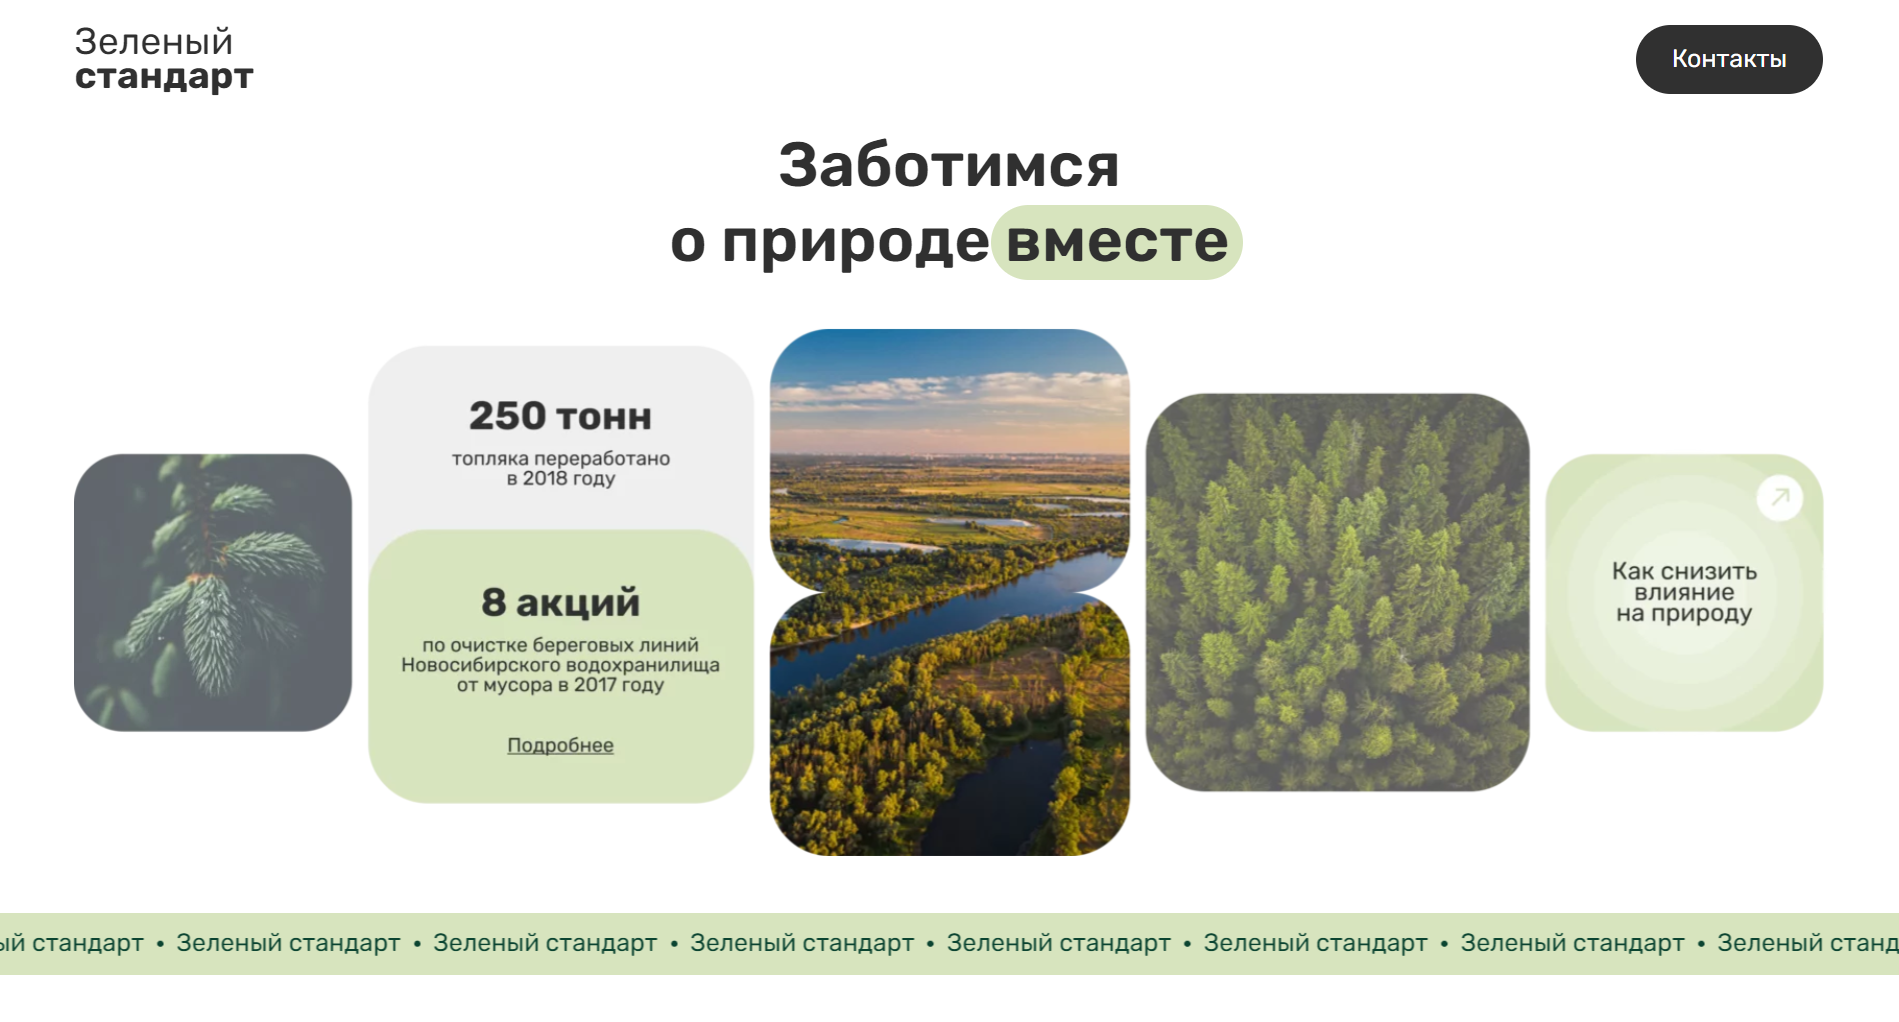 Зеленый
стандарт
Контакты
Заботимся
о природе вместе
250 тонн
топляка переработано
в 2018 году
8 акций
по очистке береговых линий
Новосибирского водохранилища
от мусора в 2017 году
Подробнее
Как снизить
влияние
на природу
ый стандарт • Зеленый стандарт • Зеленый стандарт • Зеленый стандарт • Зеленый стандарт • Зеленый стандарт • Зеленый стандарт • Зеленый станд